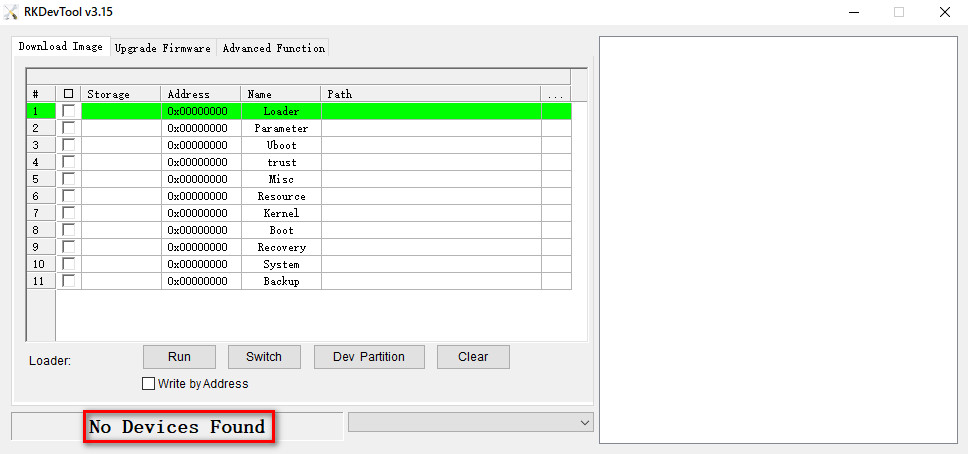 RKDevTool v3.15
Download Image Upgrade Firmware Advanced Function
# Storage Address Name Path ...
1 0x00000000 Loader
2 0x00000000 Parameter
3 0x00000000 Uboot
4 0x00000000 trust
5 0x00000000 Misc
6 0x00000000 Resource
7 0x00000000 Kernel
8 0x00000000 Boot
9 0x00000000 Recovery
10 0x00000000 System
11 0x00000000 Backup
Loader: Run Switch Dev Partition Clear
Write by Address
No Devices Found